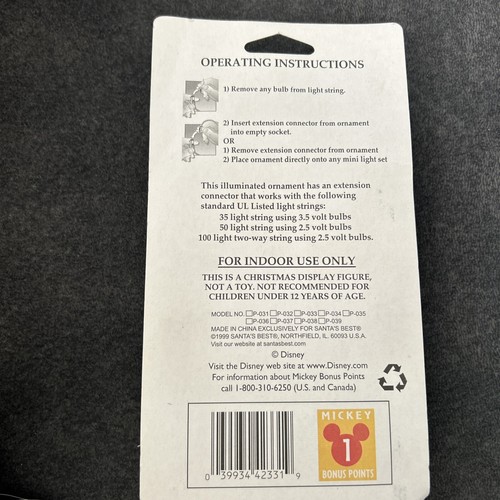 OPERATING INSTRUCTIONS
1) Remove any bulb from light string.
2) Insert extension connector from ornament
into empty socket.
OR
1) Remove extension connector from ornament
2) Place ornament directly onto any mini light set
This illuminated ornament has an extension
connector that works with the following
standard UL Listed light strings:
35 light string using 3.5 volt bulbs
50 light string using 2.5 volt bulbs
100 light two-way string using 2.5 volt bulbs.
FOR INDOOR USE ONLY
THIS IS A CHRISTMAS DISPLAY FIGURE,
NOT A TOY. NOT RECOMMENDED FOR
CHILDREN UNDER 12 YEARS OF AGE.
MODEL NO. □P-031 □P-032 □P-033 □P-034 □P-035
□P-036 □P-037 □P-038 □P-039
MADE IN CHINA EXCLUSIVELY FOR SANTA'S BEST®
©1999 SANTA'S BEST®, NORTHFIELD, IL. 60093 U.S.A.
Visit our website at santasbest.com
© Disney
Visit the Disney web site at www.Disney.com
For information about Mickey Bonus Points
call 1-800-310-6250 (U.S. and Canada)
0 39934 42331 9
MICKEY
1
BONUS POINTS